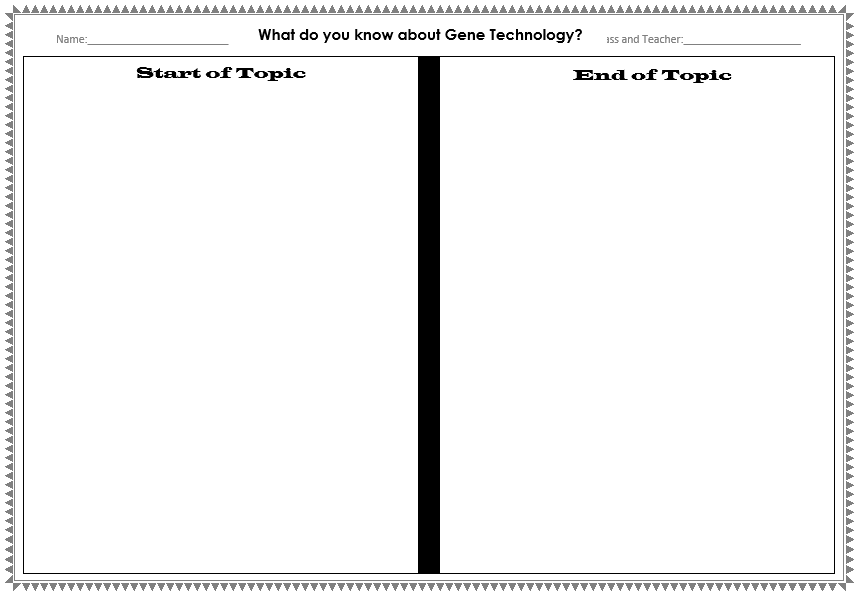 Name:
What do you know about Gene Technology?
ass and Teacher:
Start of Topic
End of Topic